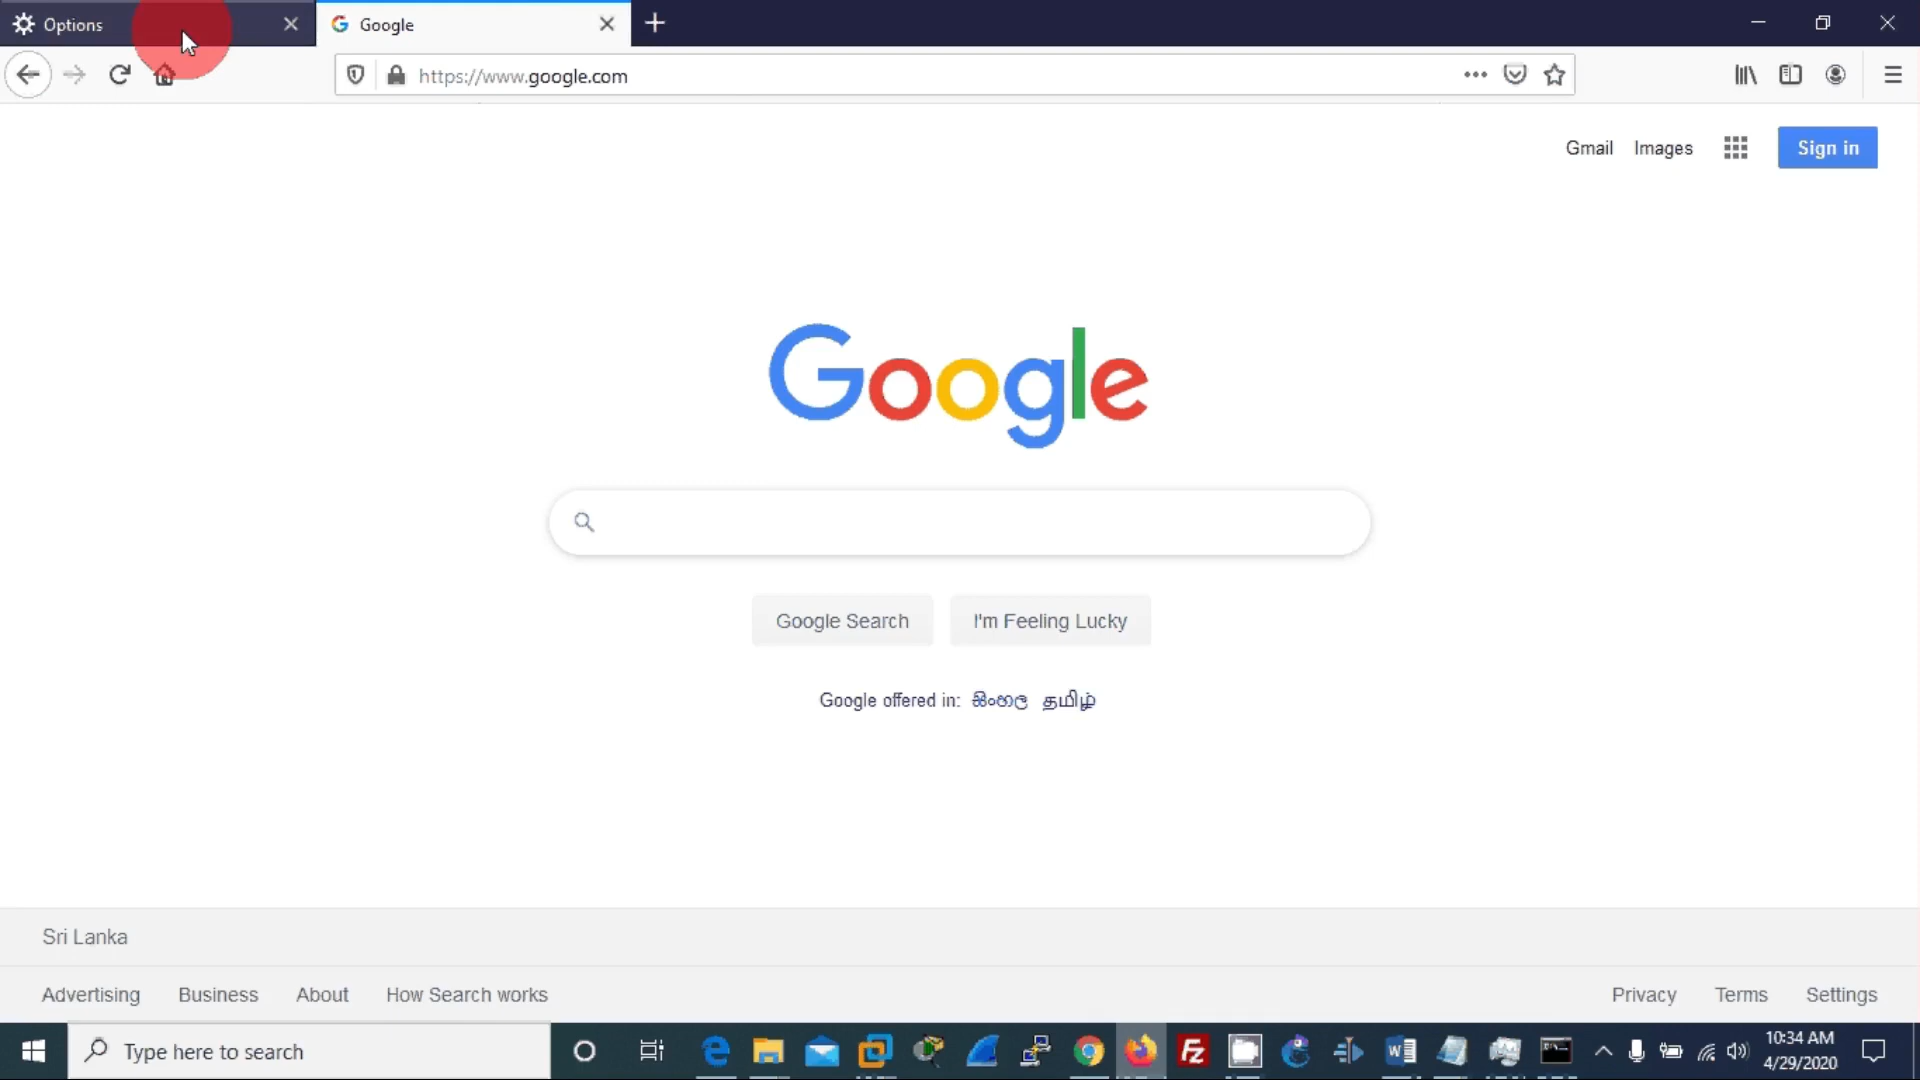 Options
Google
https://www.google.com
Gmail Images Sign in
Google
Google Search I'm Feeling Lucky
Google offered in: සිංහල தமிழ்
Sri Lanka
Advertising Business About How Search works Privacy Terms Settings
Type here to search
10:34 AM
4/29/2020